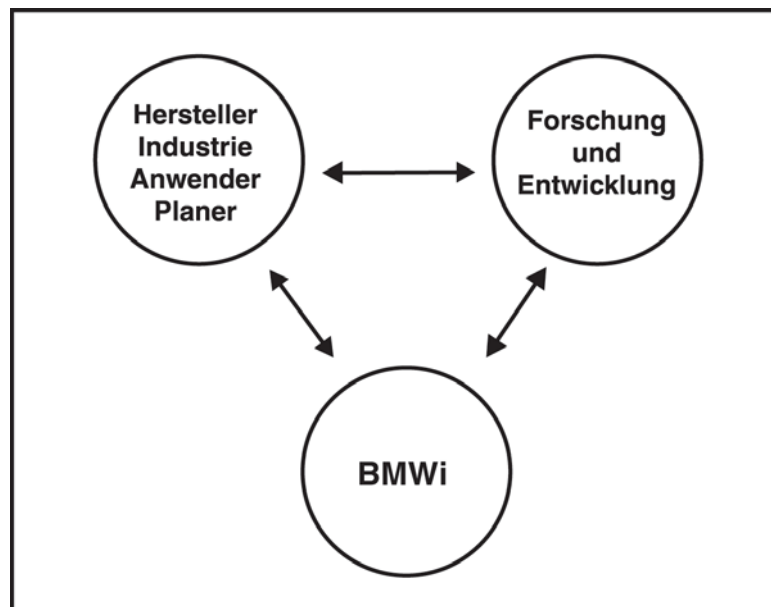 Hersteller
Industrie
Anwender
Planer
Forschung
und
Entwicklung
BMWi